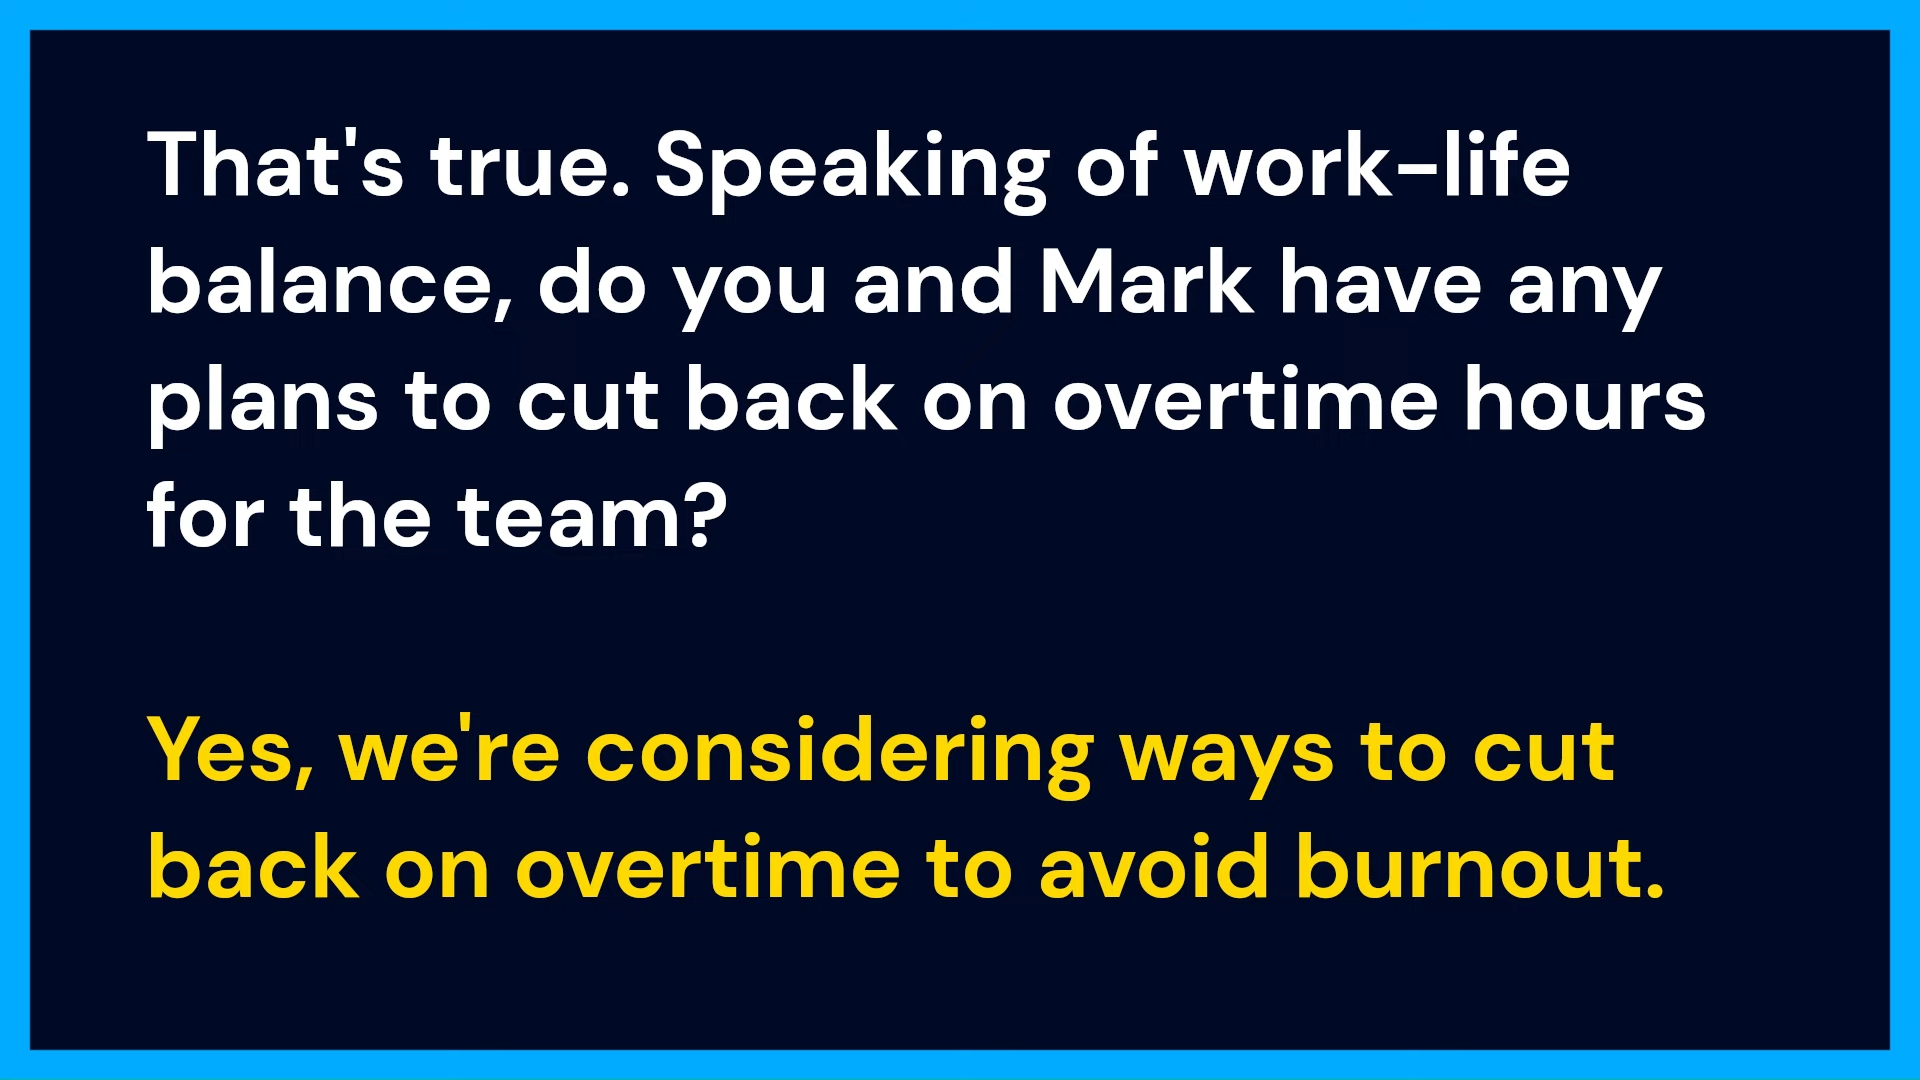 That's true. Speaking of work-life
balance, do you and Mark have any
plans to cut back on overtime hours
for the team?
Yes, we're considering ways to cut
back on overtime to avoid burnout.